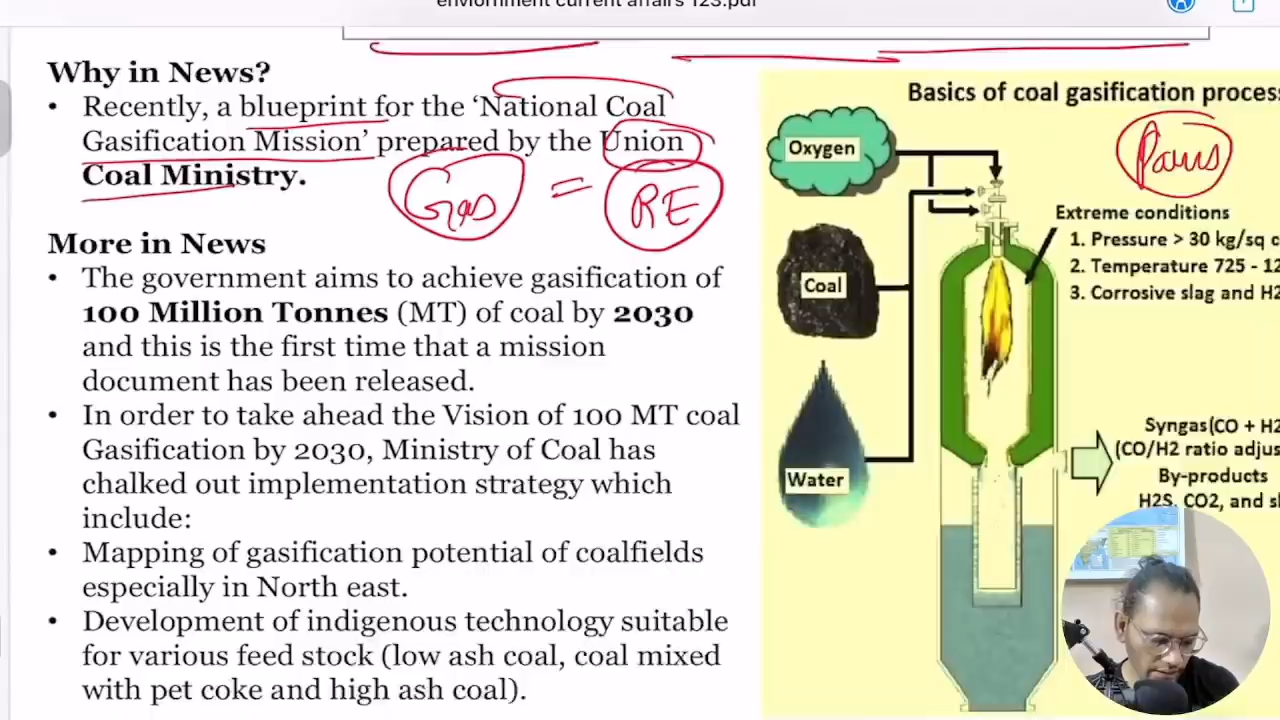 enviornment current affairs 123.pdf
Why in News?
• Recently, a blueprint for the ‘National Coal
Gasification Mission’ prepared by the Union
Coal Ministry.
Gas = RE
More in News
• The government aims to achieve gasification of
100 Million Tonnes (MT) of coal by 2030
and this is the first time that a mission
document has been released.
• In order to take ahead the Vision of 100 MT coal
Gasification by 2030, Ministry of Coal has
chalked out implementation strategy which
include:
• Mapping of gasification potential of coalfields
especially in North east.
• Development of indigenous technology suitable
for various feed stock (low ash coal, coal mixed
with pet coke and high ash coal).
Basics of coal gasification process
Oxygen
Paris
Extreme conditions
1. Pressure > 30 kg/sq c
2. Temperature 725 - 12
3. Corrosive slag and H2
Coal
Water
Syngas(CO + H2
(CO/H2 ratio adjus
By-products
H2S, CO2, and sl